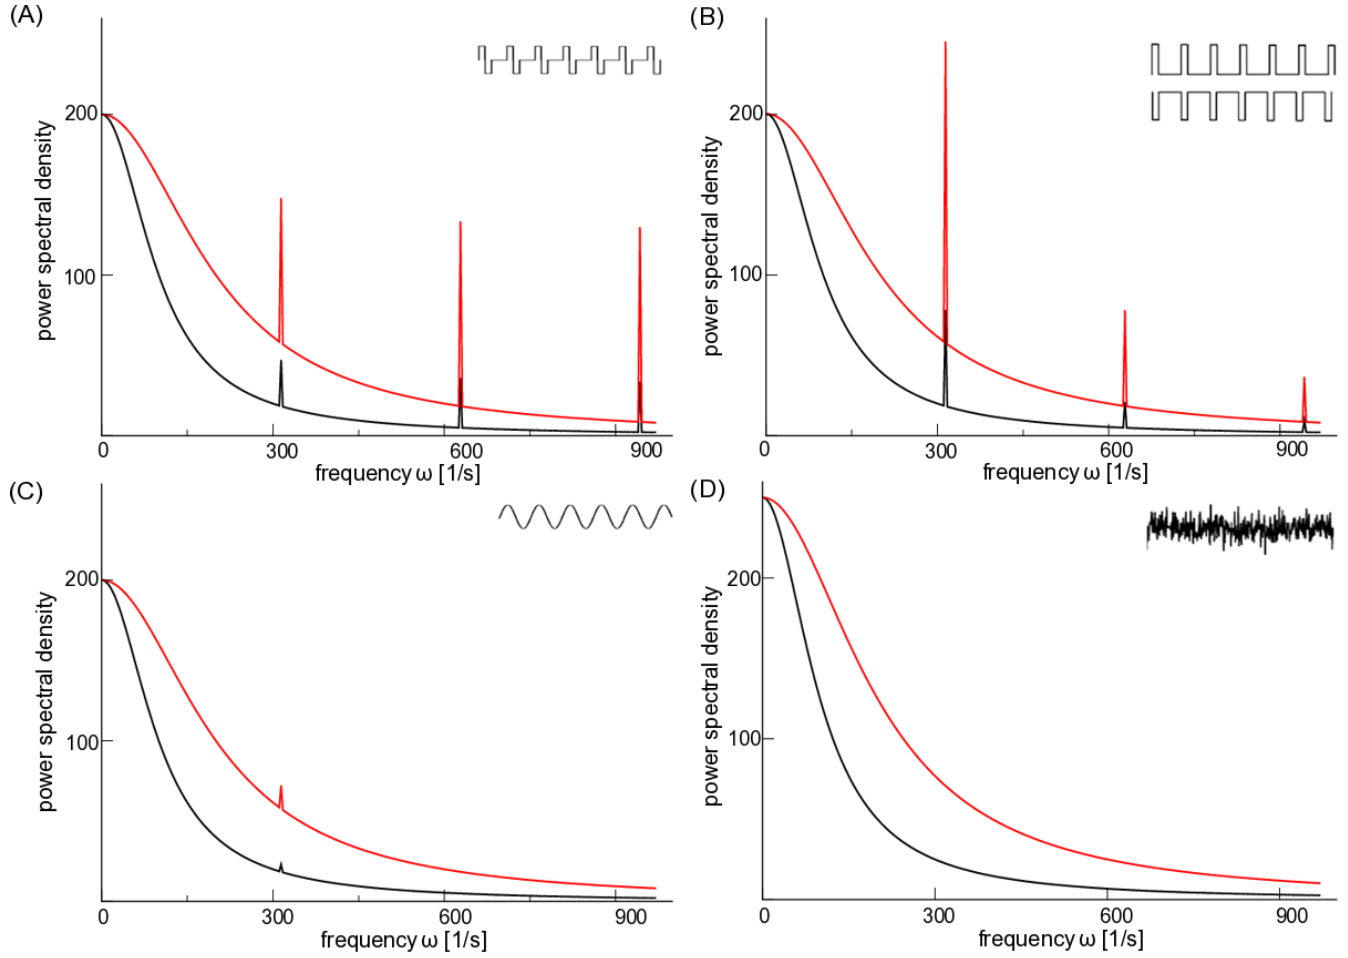 (A)
power spectral density
200
100
0
300
600
900
frequency ω [1/s]
(B)
power spectral density
200
100
0
300
600
900
frequency ω [1/s]
(C)
power spectral density
200
100
0
300
600
900
frequency ω [1/s]
(D)
power spectral density
200
100
0
300
600
900
frequency ω [1/s]